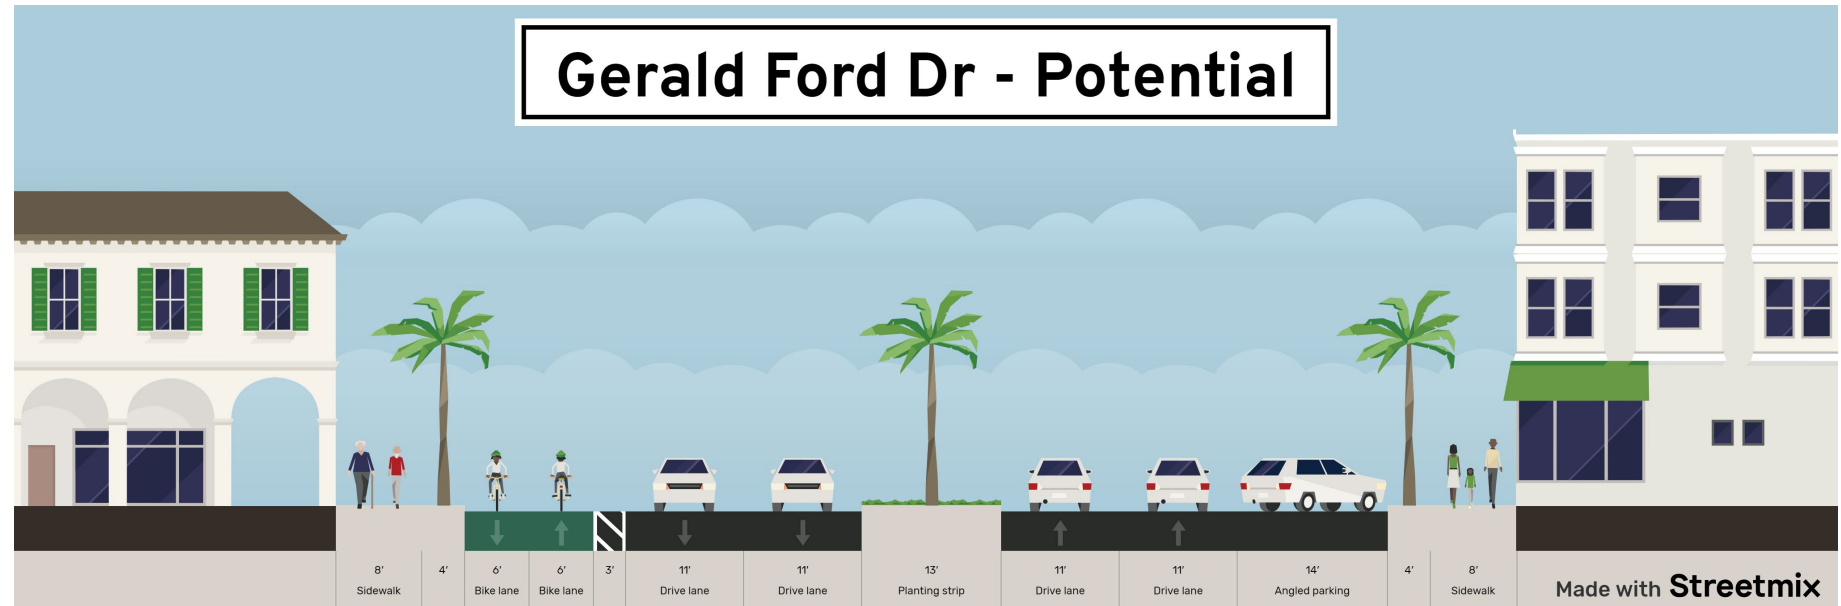 Gerald Ford Dr - Potential
8' 4' 6' 6' 3' 11' 11' 13' 11' 11' 14' 4' 8'
Sidewalk Bike lane Bike lane Drive lane Drive lane Planting strip Drive lane Drive lane Angled parking Sidewalk
Made with Streetmix